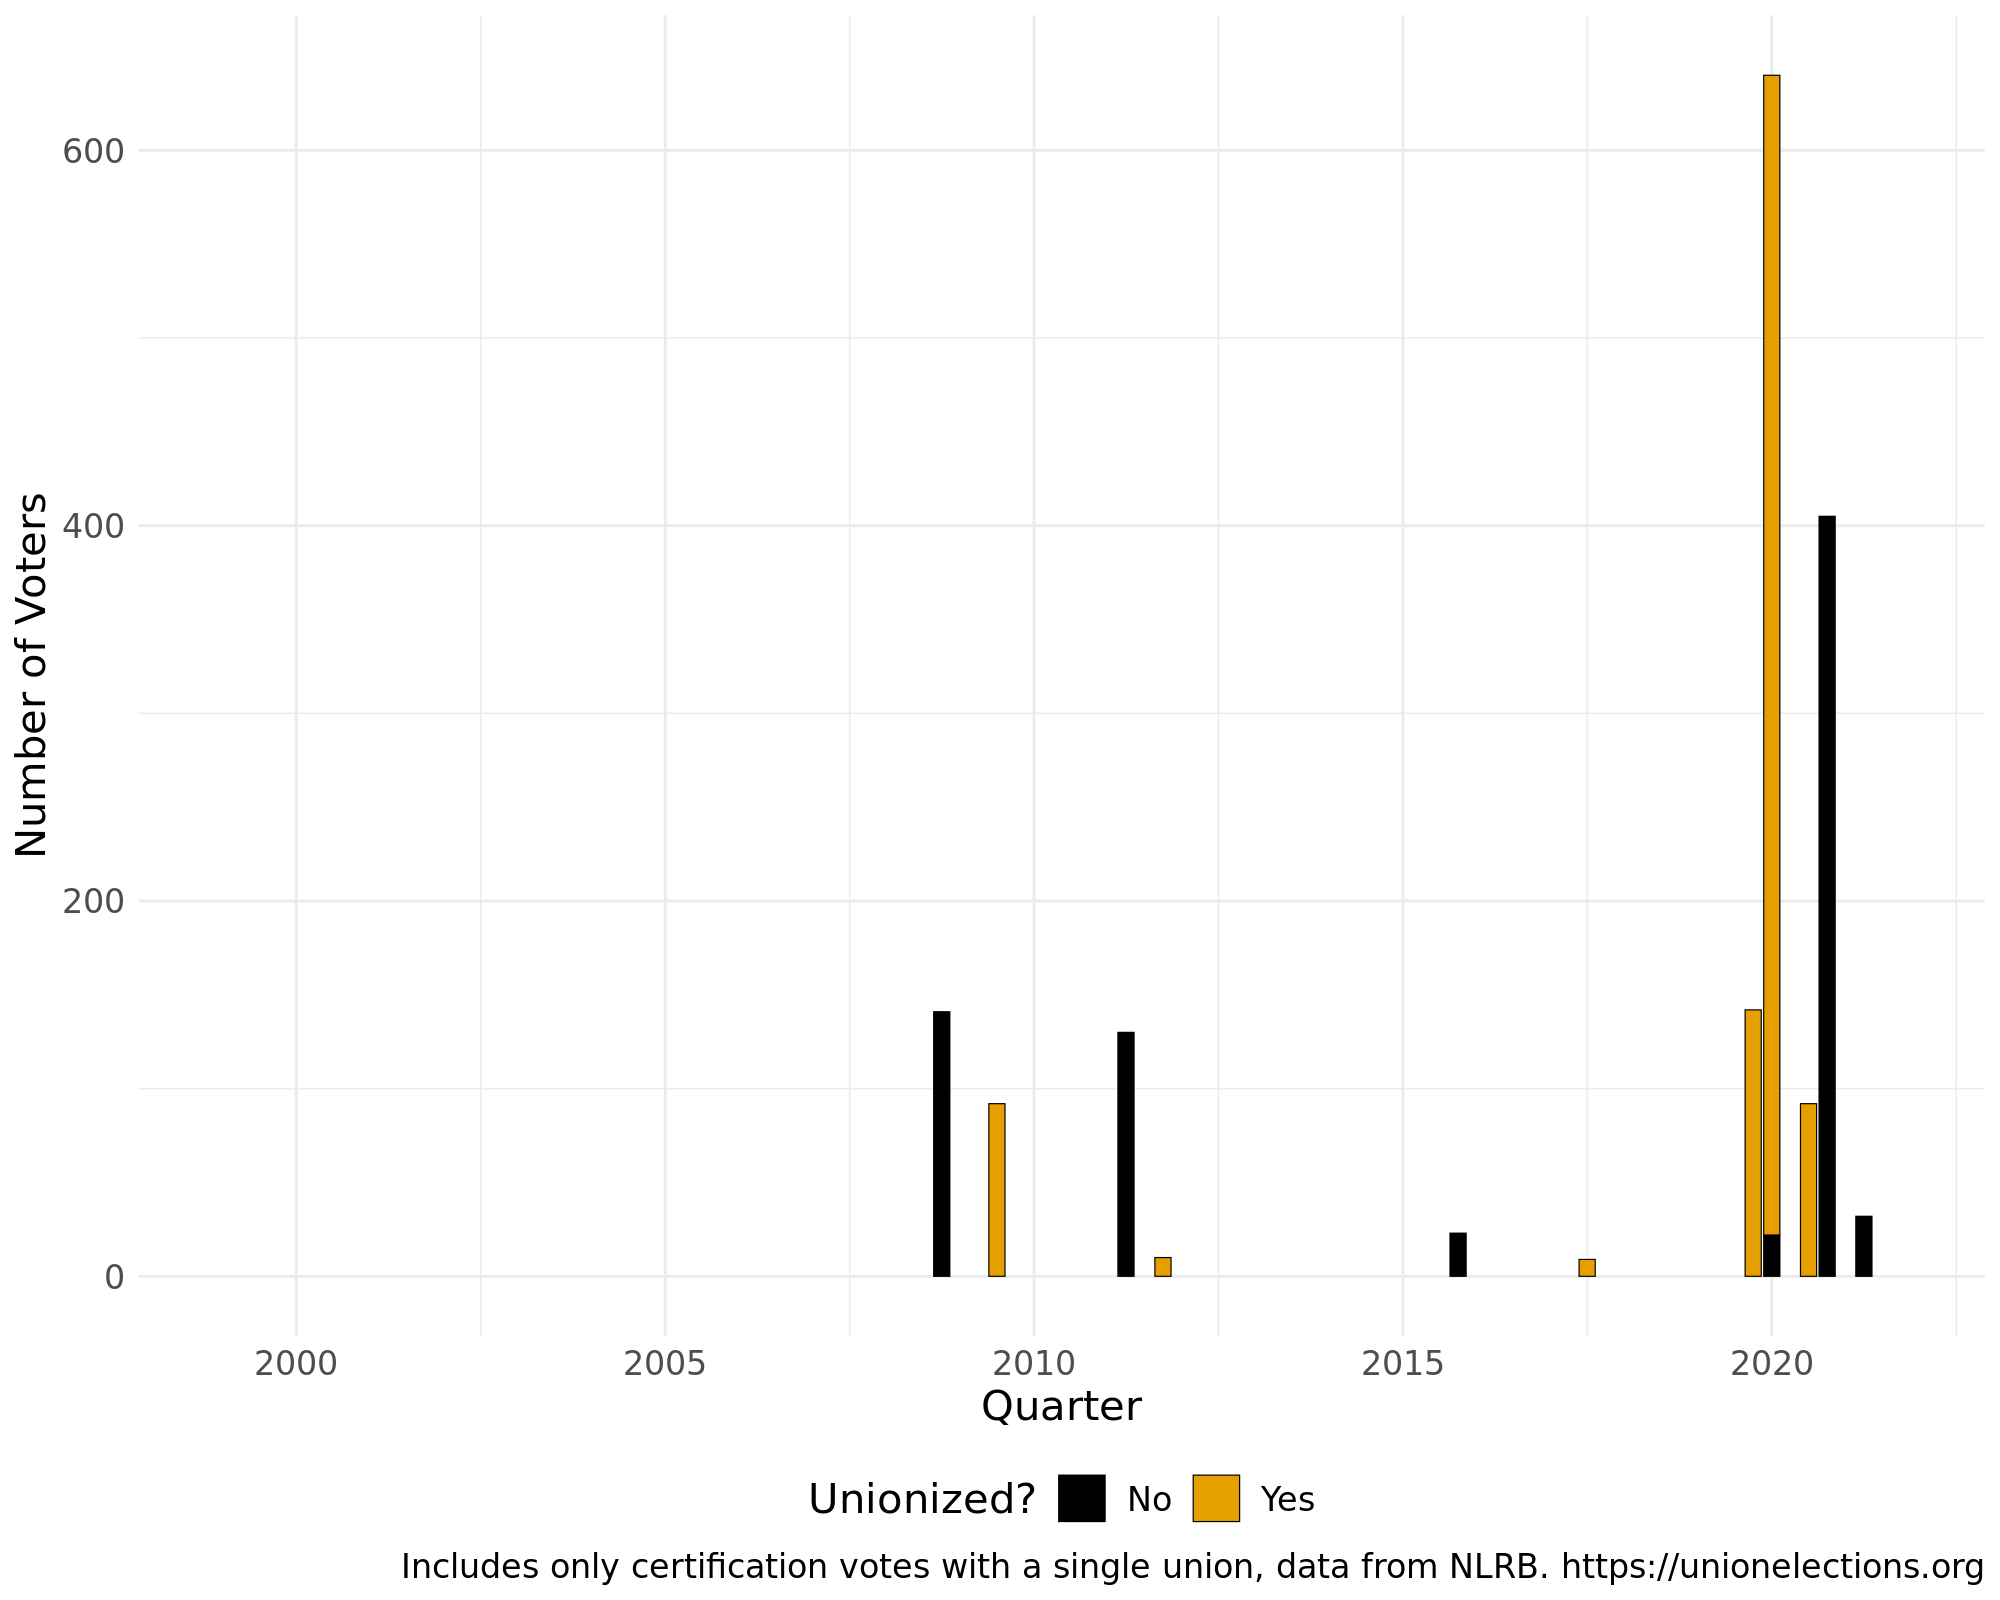 600
400
200
0
Number of Voters
2000 2005 2010 2015 2020
Quarter
Unionized? No Yes
Includes only certification votes with a single union, data from NLRB. https://unionelections.org